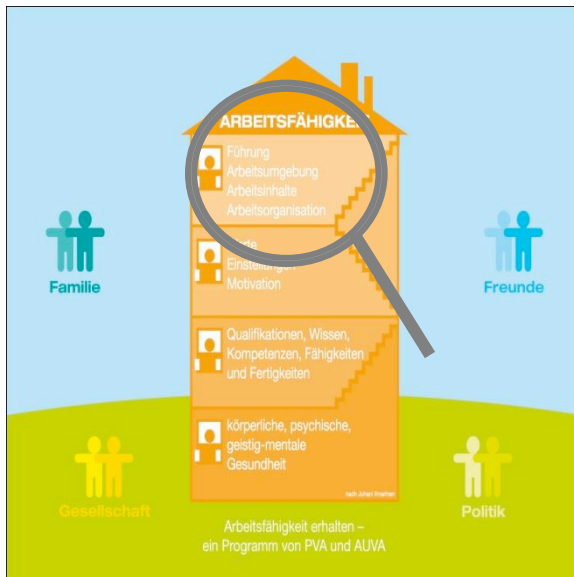 ARBEITSFÄHIGKEIT
Führung
Arbeitsumgebung
Arbeitsinhalte
Arbeitsorganisation
Einstellungen
Motivation
Familie
Freunde
Qualifikationen, Wissen,
Kompetenzen, Fähigkeiten
und Fertigkeiten
körperliche, psychische,
geistig-mentale
Gesundheit
nach Juhani Ilmarinen
Gesellschaft
Politik
Arbeitsfähigkeit erhalten –
ein Programm von PVA und AUVA